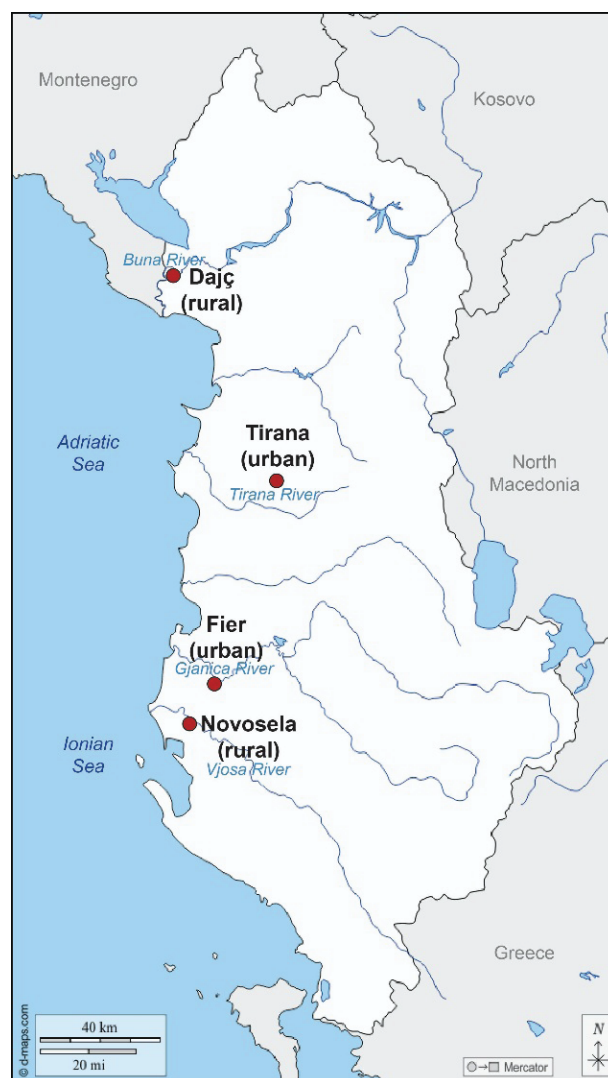 Montenegro
Kosovo
Buna River
Dajç
(rural)
Adriatic
Sea
Tirana
(urban)
Tirana River
North
Macedonia
Fier
(urban)
Gjanica River
Novosela
(rural)
Ionian
Sea
Vjosa River
Greece
© d-maps.com
40 km
20 mi
Mercator
N